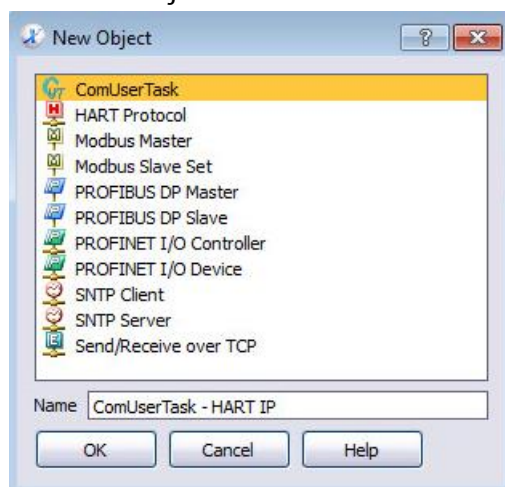 New Object
ComUserTask
HART Protocol
Modbus Master
Modbus Slave Set
PROFIBUS DP Master
PROFIBUS DP Slave
PROFINET I/O Controller
PROFINET I/O Device
SNTP Client
SNTP Server
Send/Receive over TCP
Name ComUserTask - HART IP
OK Cancel Help